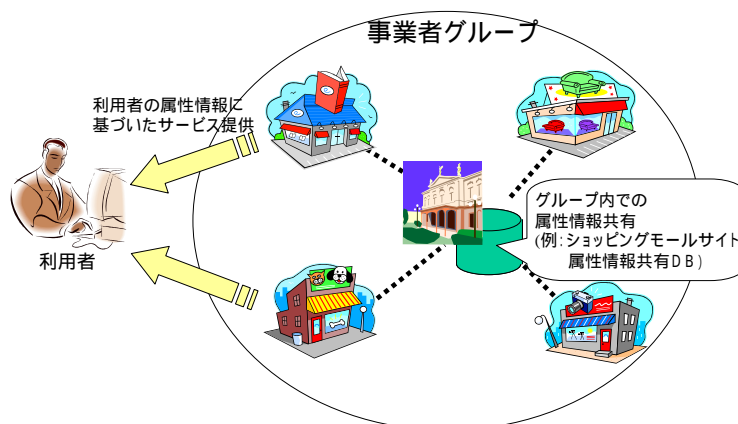 事業者グループ
利用者の属性情報に
基づいたサービス提供
利用者
グループ内での
属性情報共有
(例:ショッピングモールサイト
属性情報共有DB)